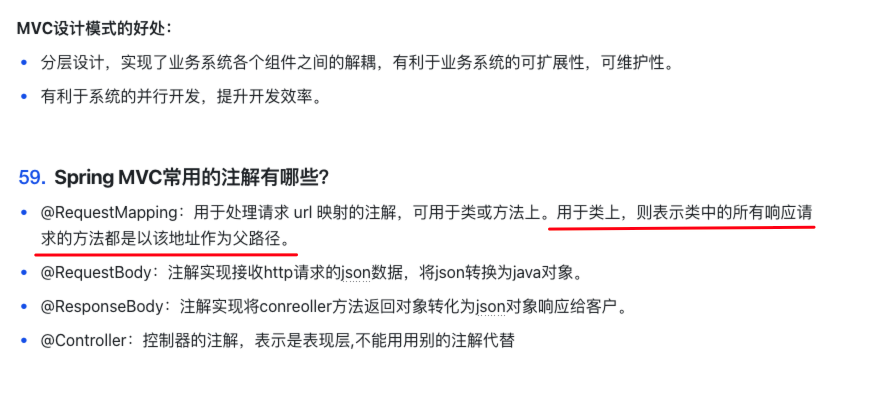 MVC设计模式的好处：
分层设计，实现了业务系统各个组件之间的解耦，有利于业务系统的可扩展性，可维护性。
有利于系统的并行开发，提升开发效率。
59. Spring MVC常用的注解有哪些？
@RequestMapping：用于处理请求 url 映射的注解，可用于类或方法上。用于类上，则表示类中的所有响应请
求的方法都是以该地址作为父路径。
@RequestBody：注解实现接收http请求的json数据，将json转换为java对象。
@ResponseBody：注解实现将conreoller方法返回对象转化为json对象响应给客户。
@Controller：控制器的注解，表示是表现层,不能用用别的注解代替